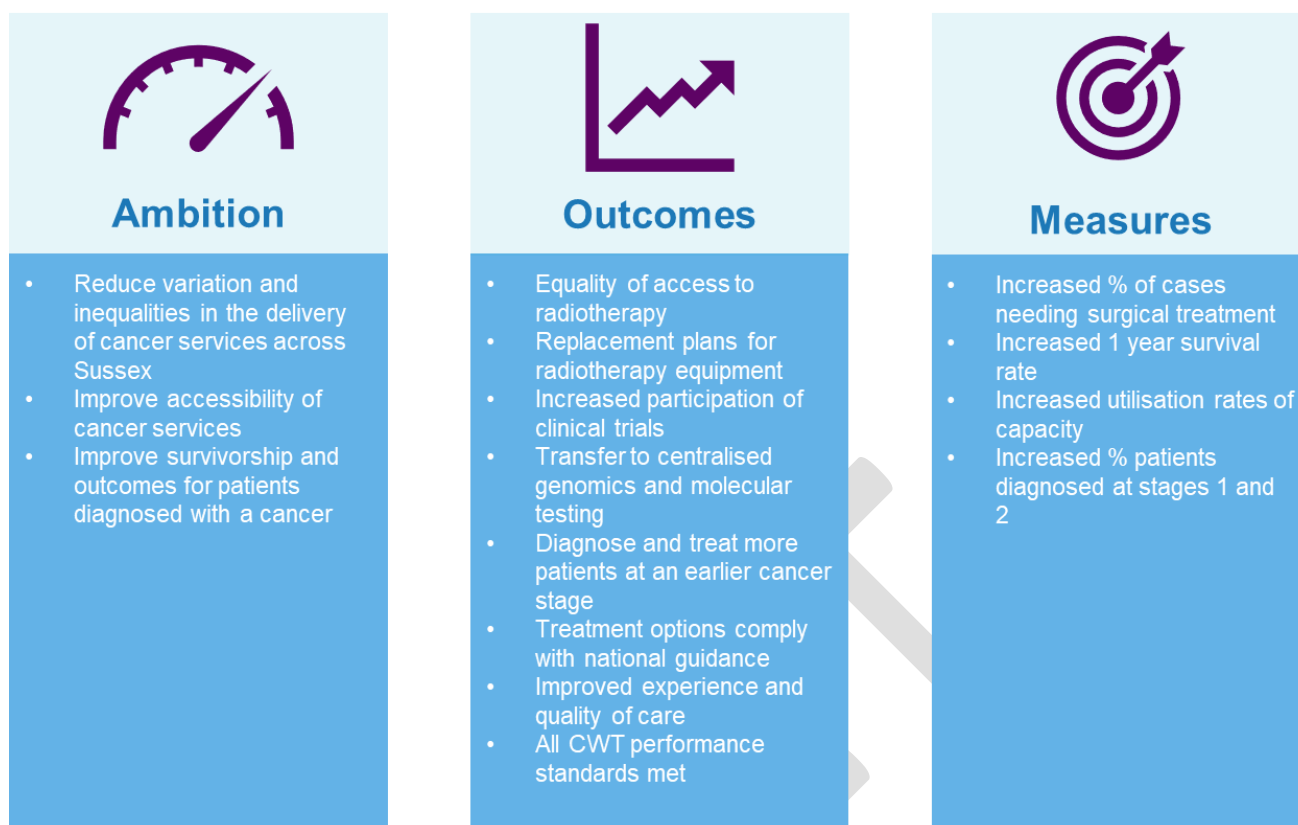 Ambition
• Reduce variation and
inequalities in the delivery
of cancer services across
Sussex
• Improve accessibility of
cancer services
• Improve survivorship and
outcomes for patients
diagnosed with a cancer
Outcomes
• Equality of access to
radiotherapy
• Replacement plans for
radiotherapy equipment
• Increased participation of
clinical trials
• Transfer to centralised
genomics and molecular
testing
• Diagnose and treat more
patients at an earlier cancer
stage
• Treatment options comply
with national guidance
• Improved experience and
quality of care
• All CWT performance
standards met
Measures
• Increased % of cases
needing surgical treatment
• Increased 1 year survival
rate
• Increased utilisation rates of
capacity
• Increased % patients
diagnosed at stages 1 and
2